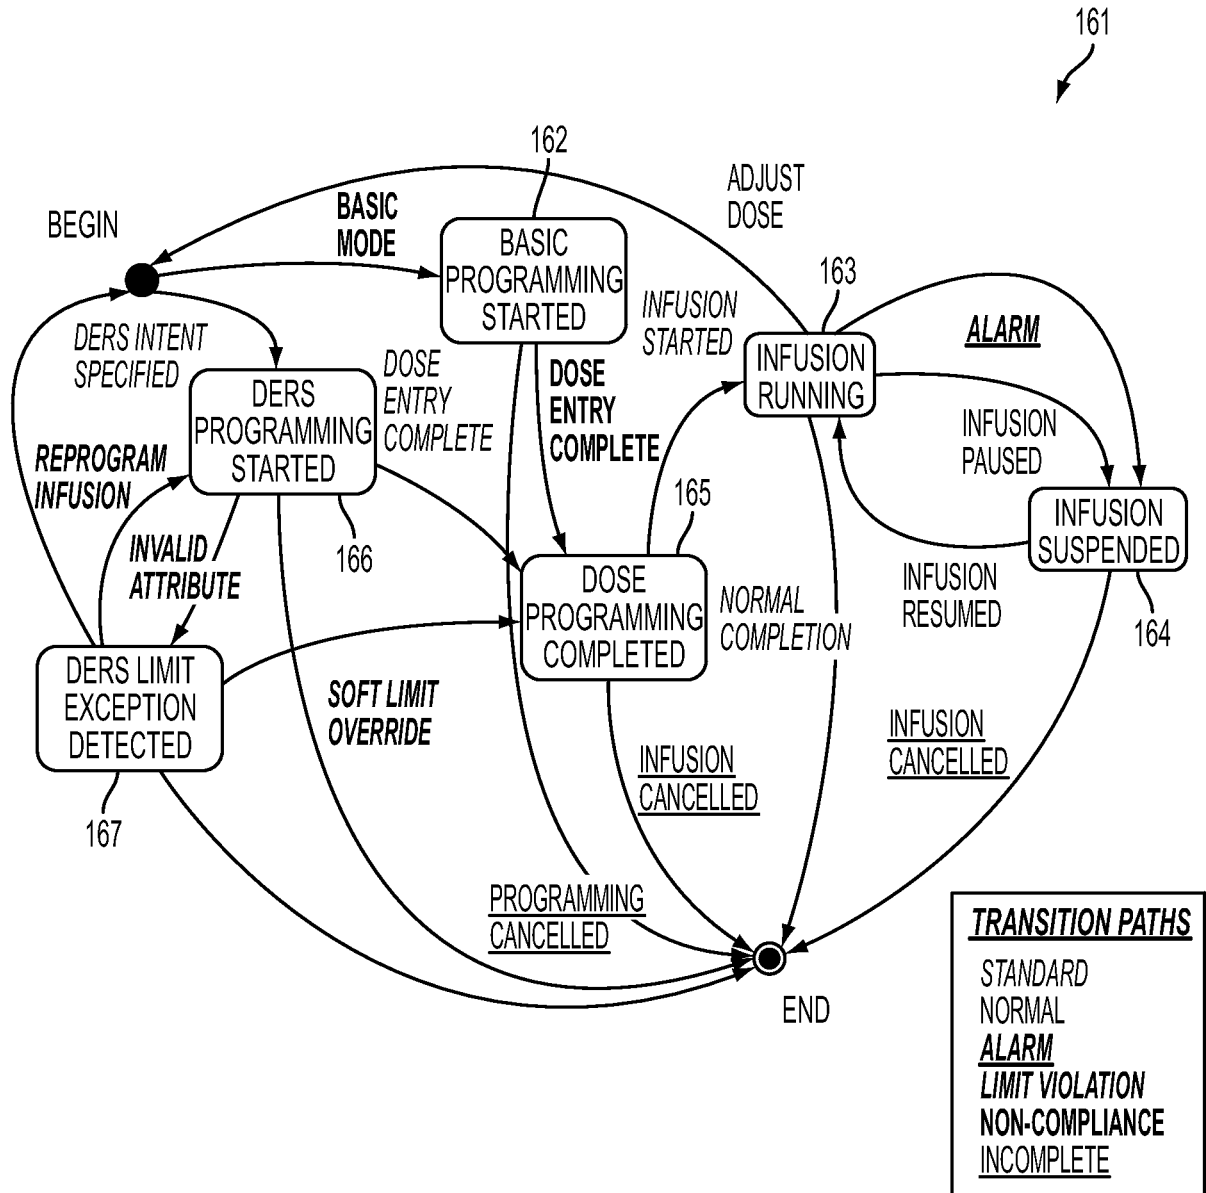 161
162
ADJUST
DOSE
BEGIN
BASIC
MODE
BASIC
PROGRAMMING
STARTED
163
INFUSION
STARTED
ALARM
DERS INTENT
SPECIFIED
INFUSION
RUNNING
DERS
PROGRAMMING
STARTED
DOSE
ENTRY
COMPLETE
DOSE
ENTRY
COMPLETE
INFUSION
PAUSED
REPROGRAM
INFUSION
165
INFUSION
SUSPENDED
166
INVALID
ATTRIBUTE
DOSE
PROGRAMMING
COMPLETED
NORMAL
COMPLETION
INFUSION
RESUMED
164
DERS LIMIT
EXCEPTION
DETECTED
SOFT LIMIT
OVERRIDE
INFUSION
CANCELLED
INFUSION
CANCELLED
167
PROGRAMMING
CANCELLED
END
TRANSITION PATHS
STANDARD
NORMAL
ALARM
LIMIT VIOLATION
NON-COMPLIANCE
INCOMPLETE